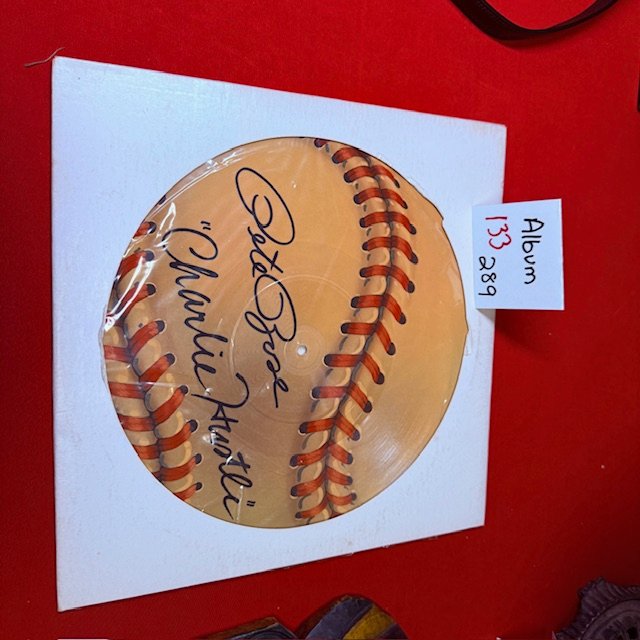 Pete Rose
"Charlie Hustle"
Album
133
289